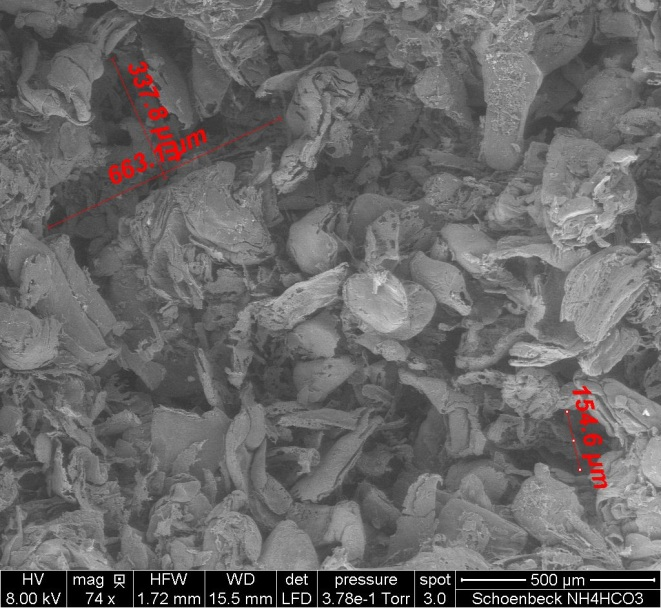 337.8 µm
663.1 µm
154.6 µm
HV mag HFW WD det pressure spot
500 µm
8.00 kV 74 x 1.72 mm 15.5 mm LFD 3.78e-1 Torr 3.0
Schoenbeck NH4HCO3